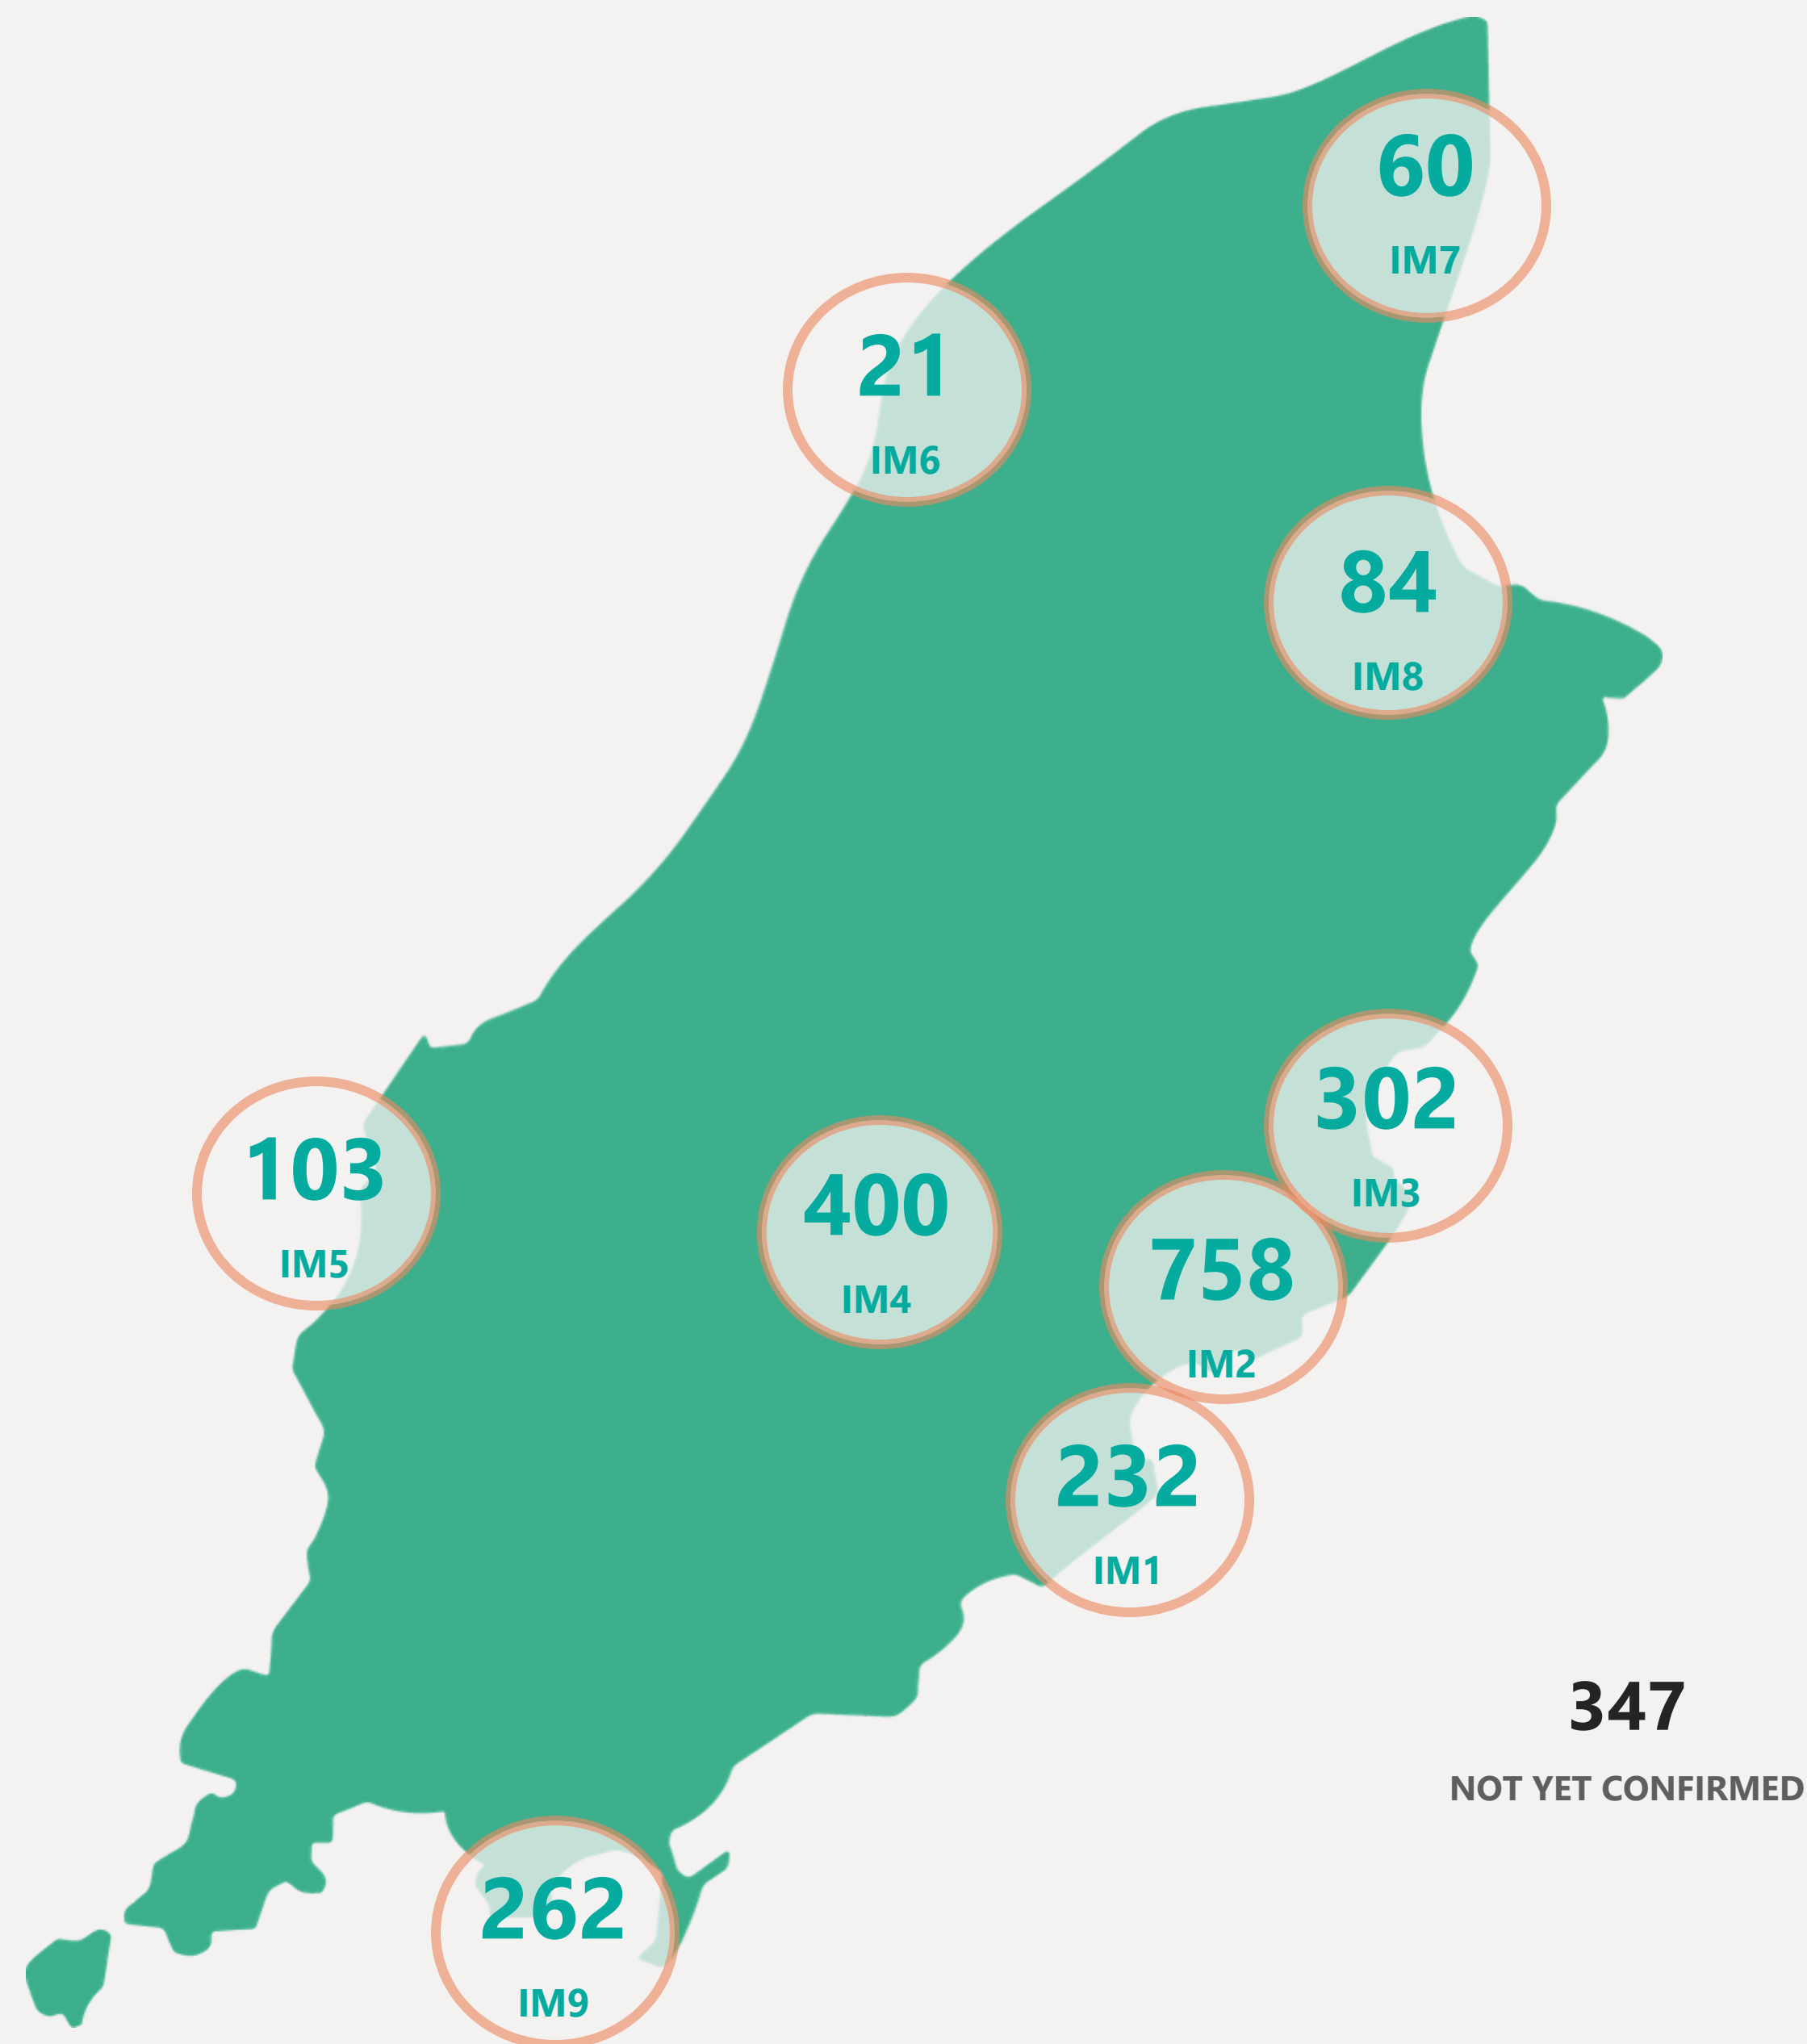 60
IM7
21
IM6
84
IM8
302
IM3
103
IM5
400
IM4
758
IM2
232
IM1
347
NOT YET CONFIRMED
262
IM9